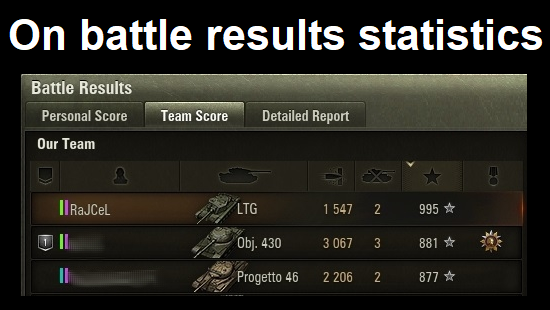 On battle results statistics
Battle Results
Personal Score Team Score Detailed Report
Our Team
RaJCeL LTG 1 547 2 995
1 Obj. 430 3 067 3 881
Progetto 46 2 206 2 877